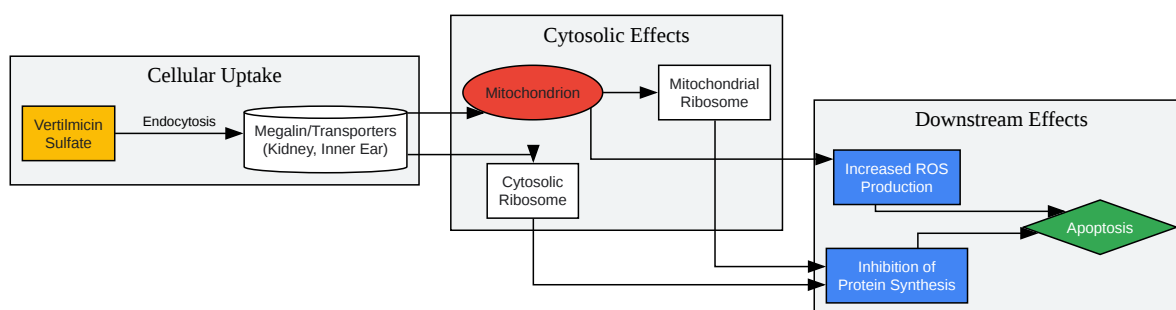 Cellular Uptake
Vertilmicin
Sulfate
Endocytosis
Megalin/Transporters
(Kidney, Inner Ear)
Cytosolic Effects
Mitochondrion
Mitochondrial
Ribosome
Cytosolic
Ribosome
Downstream Effects
Increased ROS
Production
Apoptosis
Inhibition of
Protein Synthesis